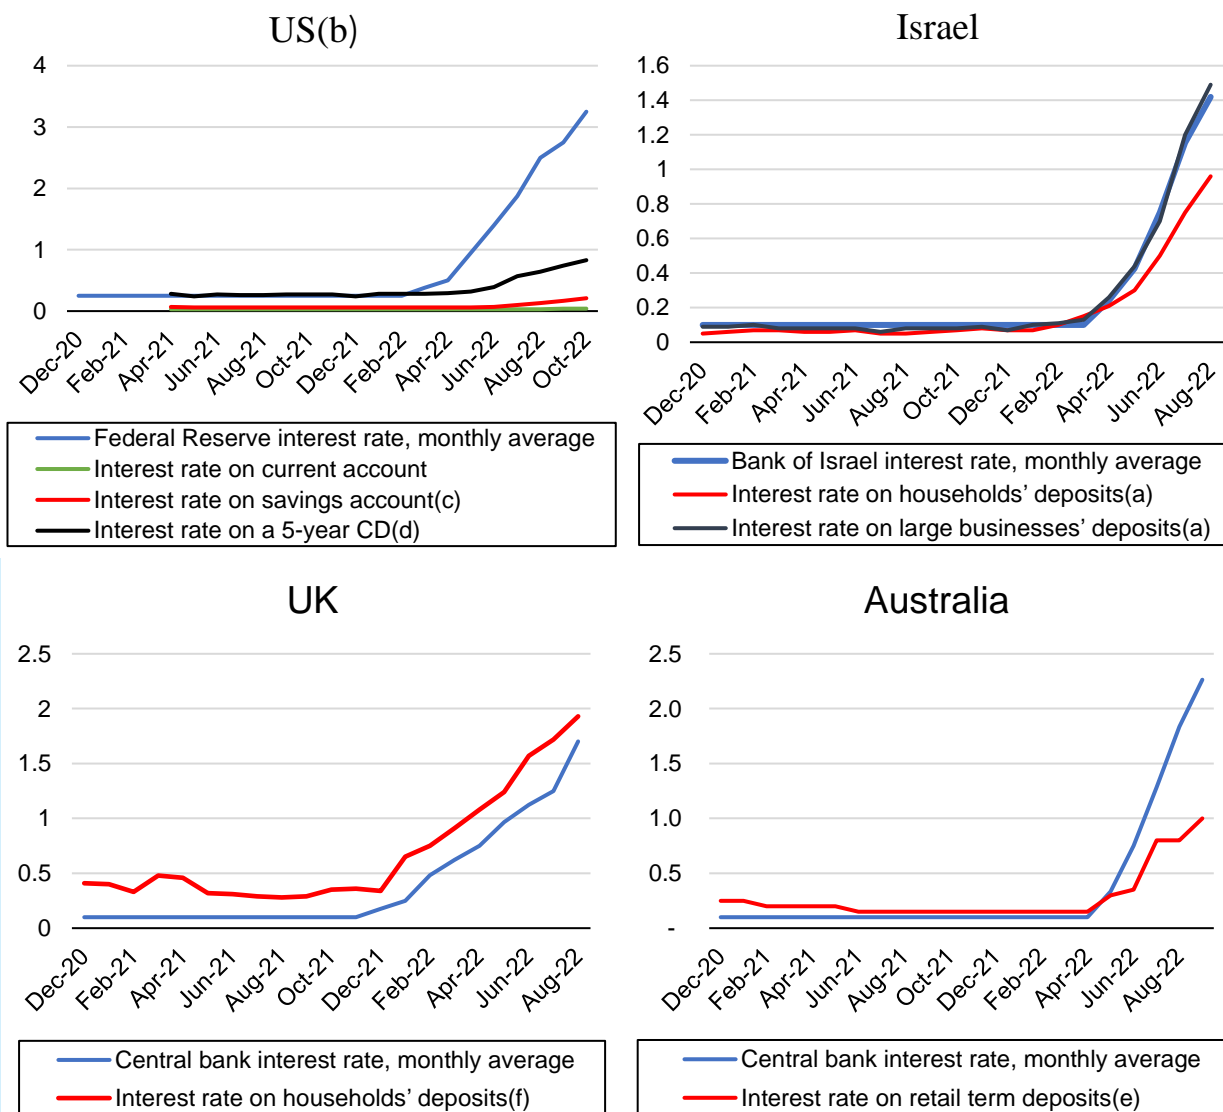 US(b)
4
3
2
1
0
Dec-20
Feb-21
Apr-21
Jun-21
Aug-21
Oct-21
Dec-21
Feb-22
Apr-22
Jun-22
Aug-22
Oct-22
Federal Reserve interest rate, monthly average
Interest rate on current account
Interest rate on savings account(c)
Interest rate on a 5-year CD(d)
Israel
1.6
1.4
1.2
1
0.8
0.6
0.4
0.2
0
Dec-20
Feb-21
Apr-21
Jun-21
Aug-21
Oct-21
Dec-21
Feb-22
Apr-22
Jun-22
Aug-22
Bank of Israel interest rate, monthly average
Interest rate on households’ deposits(a)
Interest rate on large businesses’ deposits(a)
UK
2.5
2
1.5
1
0.5
0
Dec-20
Feb-21
Apr-21
Jun-21
Aug-21
Oct-21
Dec-21
Feb-22
Apr-22
Jun-22
Aug-22
Central bank interest rate, monthly average
Interest rate on households’ deposits(f)
Australia
2.5
2.0
1.5
1.0
0.5
-
Dec-20
Feb-21
Apr-21
Jun-21
Aug-21
Oct-21
Dec-21
Feb-22
Apr-22
Jun-22
Aug-22
Central bank interest rate, monthly average
Interest rate on retail term deposits(e)